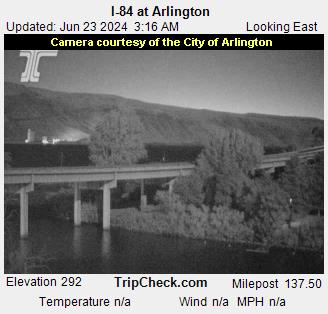 I-84 at Arlington
Updated: Jun 23 2024 3:16 AM Looking East
Camera courtesy of the City of Arlington
Elevation 292 TripCheck.com Milepost 137.50
Temperature n/a Wind n/a MPH n/a